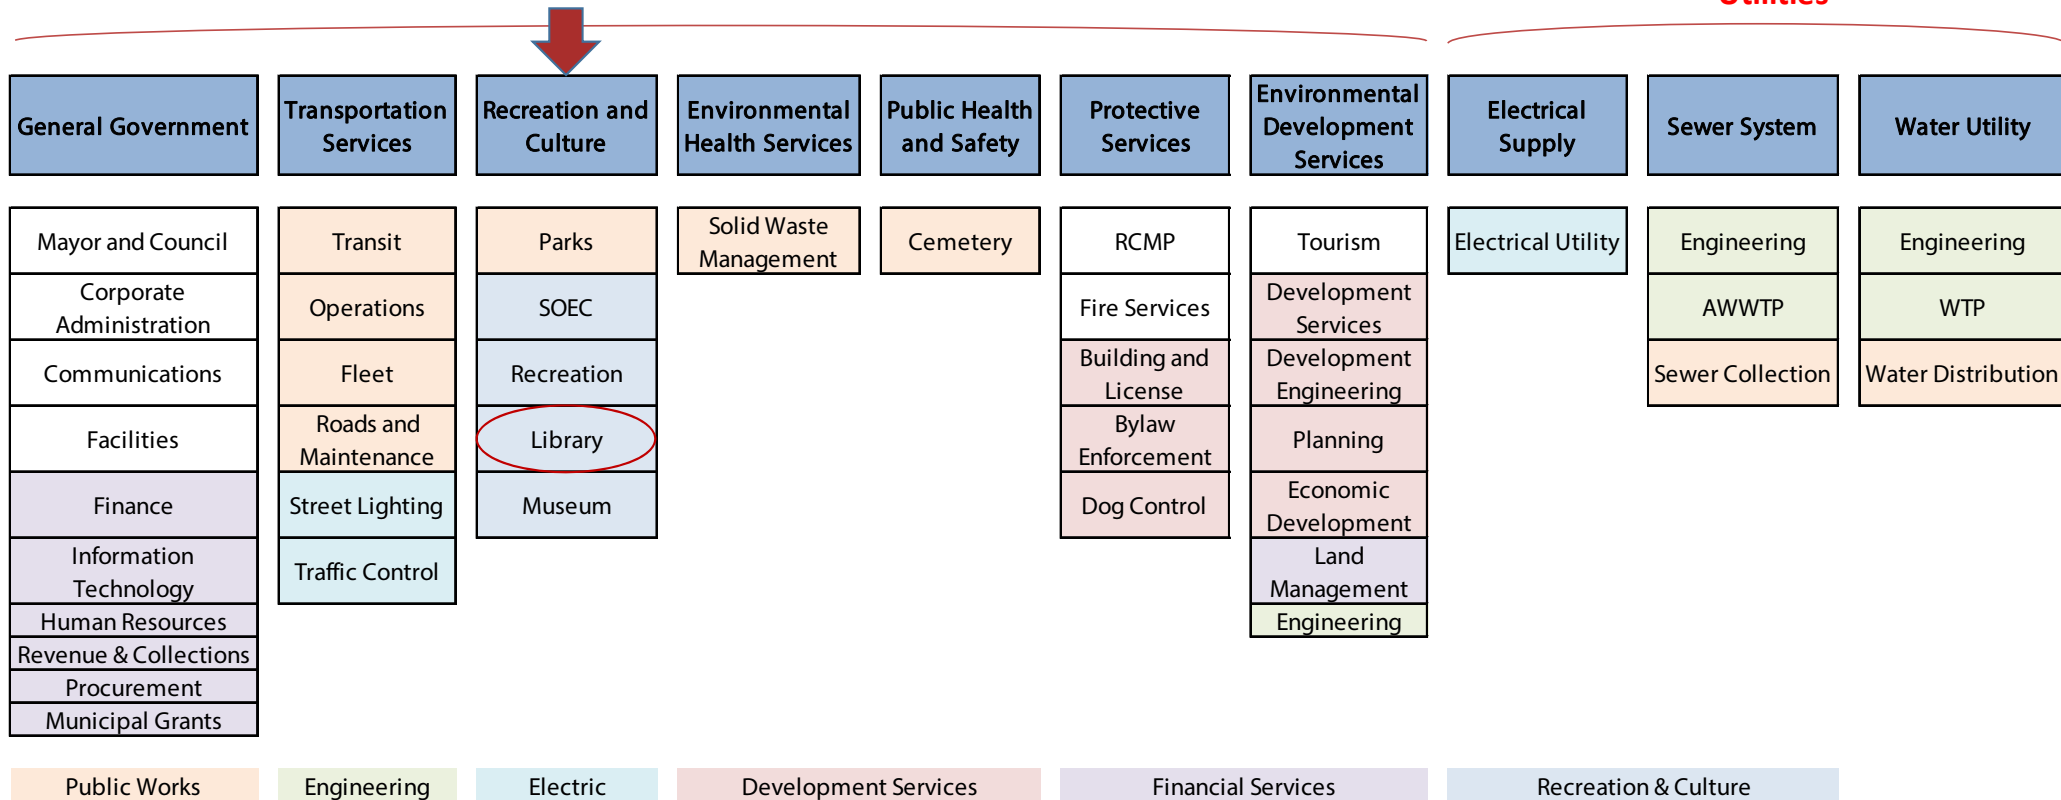 Utilities
General Government
Transportation
Services
Recreation and
Culture
Environmental
Health Services
Public Health
and Safety
Protective
Services
Environmental
Development
Services
Electrical
Supply
Sewer System
Water Utility
Mayor and Council
Corporate
Administration
Communications
Facilities
Finance
Information
Technology
Human Resources
Revenue & Collections
Procurement
Municipal Grants
Transit
Operations
Fleet
Roads and
Maintenance
Street Lighting
Traffic Control
Parks
SOEC
Recreation
Library
Museum
Solid Waste
Management
Cemetery
RCMP
Fire Services
Building and
License
Bylaw
Enforcement
Dog Control
Tourism
Development
Services
Development
Engineering
Planning
Economic
Development
Land
Management
Engineering
Electrical Utility
Engineering
AWWTP
Sewer Collection
Engineering
WTP
Water Distribution
Public Works
Engineering
Electric
Development Services
Financial Services
Recreation & Culture